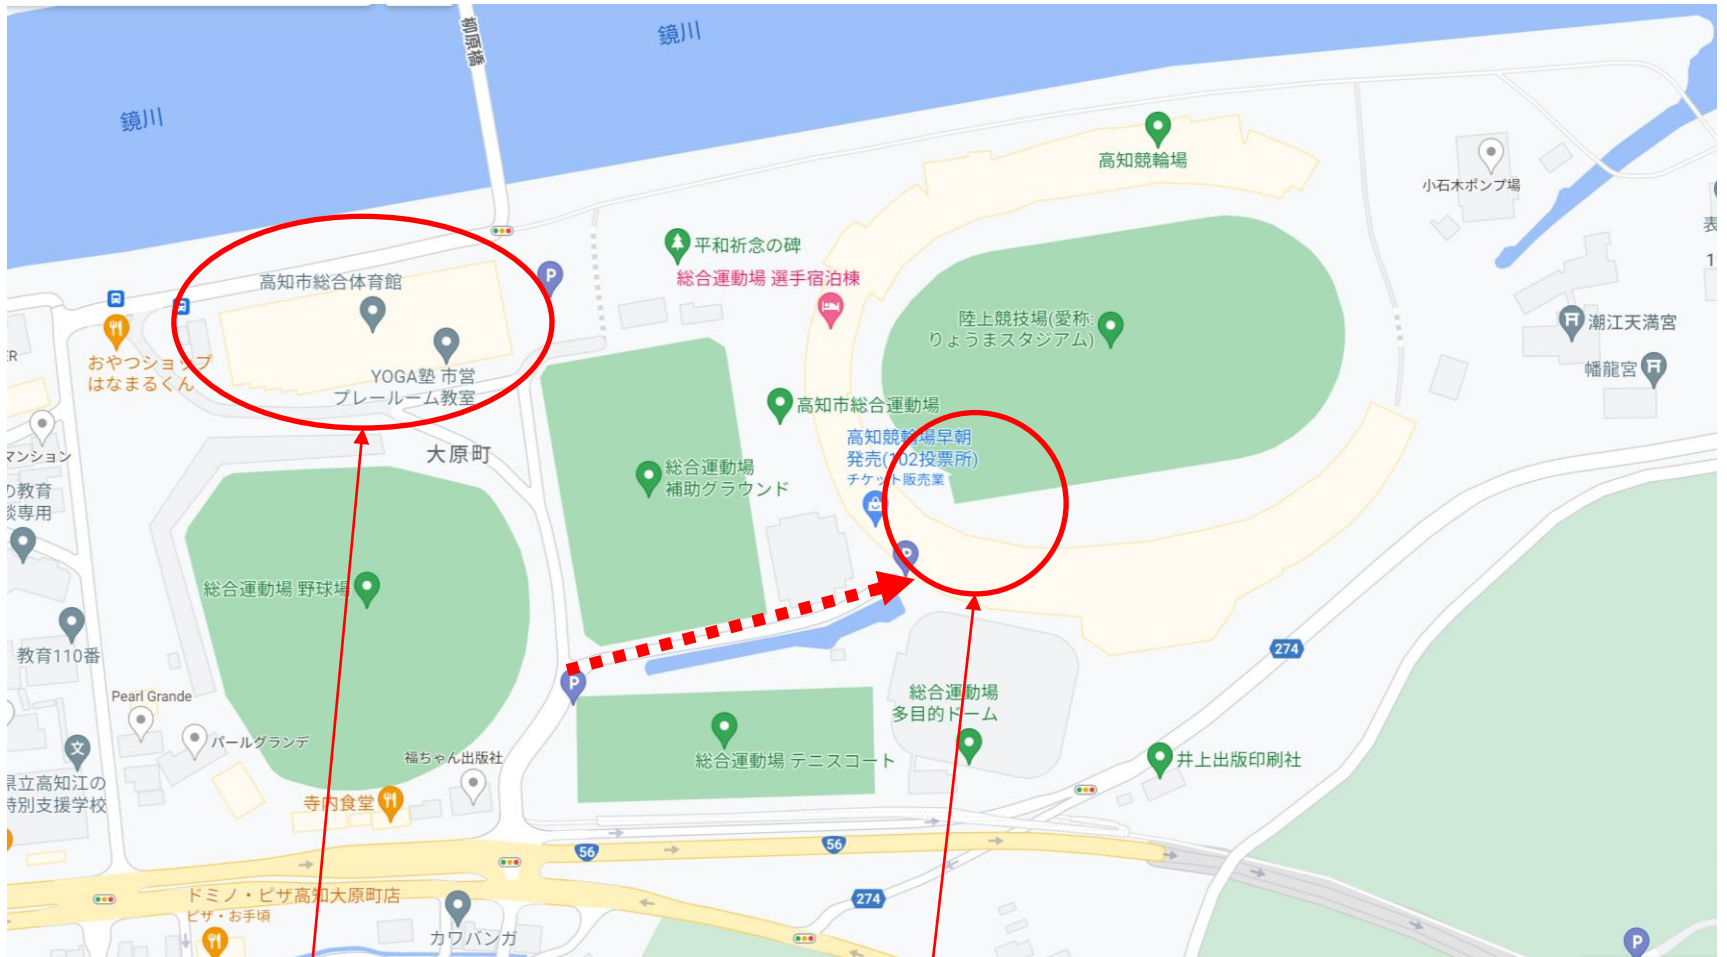 柳原橋
鏡川
鏡川
高知競輪場
小石木ポンプ場
平和祈念の碑
総合運動場 選手宿泊棟
高知市総合体育館
P
陸上競技場(愛称:
りょうまスタジアム)
潮江天満宮
幡龍宮
おやつショップ
はなまるくん
YOGA塾 市営
プレールーム教室
高知市総合運動場
マンション
大原町
高知競輪場早朝
発売(102投票所)
チケット販売業
総合運動場
補助グラウンド
の教育
談専用
P
総合運動場 野球場
教育110番
274
P
Pearl Grande
総合運動場
多目的ドーム
パールグランデ
福ちゃん出版社
総合運動場 テニスコート
井上出版印刷社
文
県立高知江の
特別支援学校
寺内食堂
56
56
274
ドミノ・ピザ高知大原町店
ピザ・お手頃
カワバンガ
P